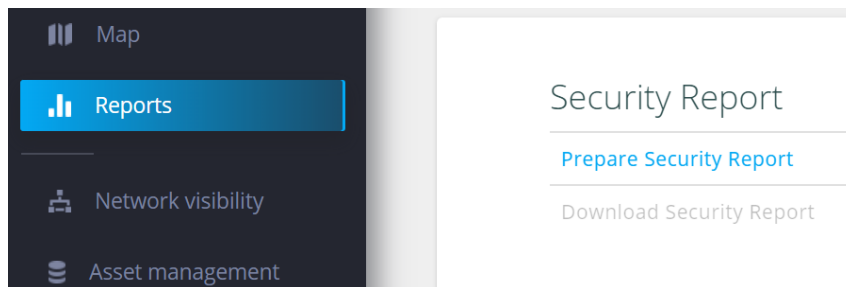 Map
Reports
Network visibility
Asset management
Security Report
Prepare Security Report
Download Security Report